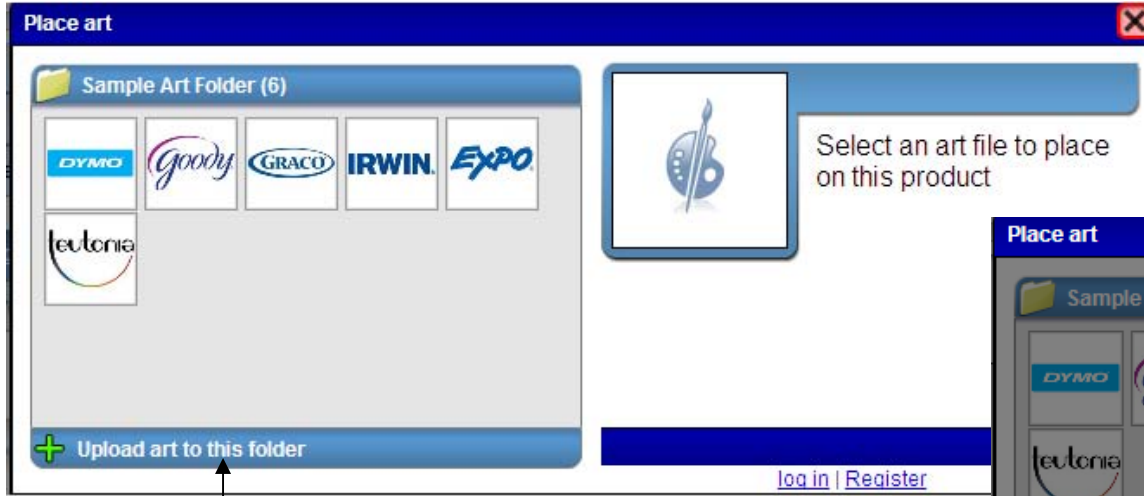 Place art
Sample Art Folder (6)
DYMO
Goody
GRACO
IRWIN.
EXPO
teutonia
Upload art to this folder
Select an art file to place
on this product
log in | Register
Place art
Sample
DYMO
teutonia